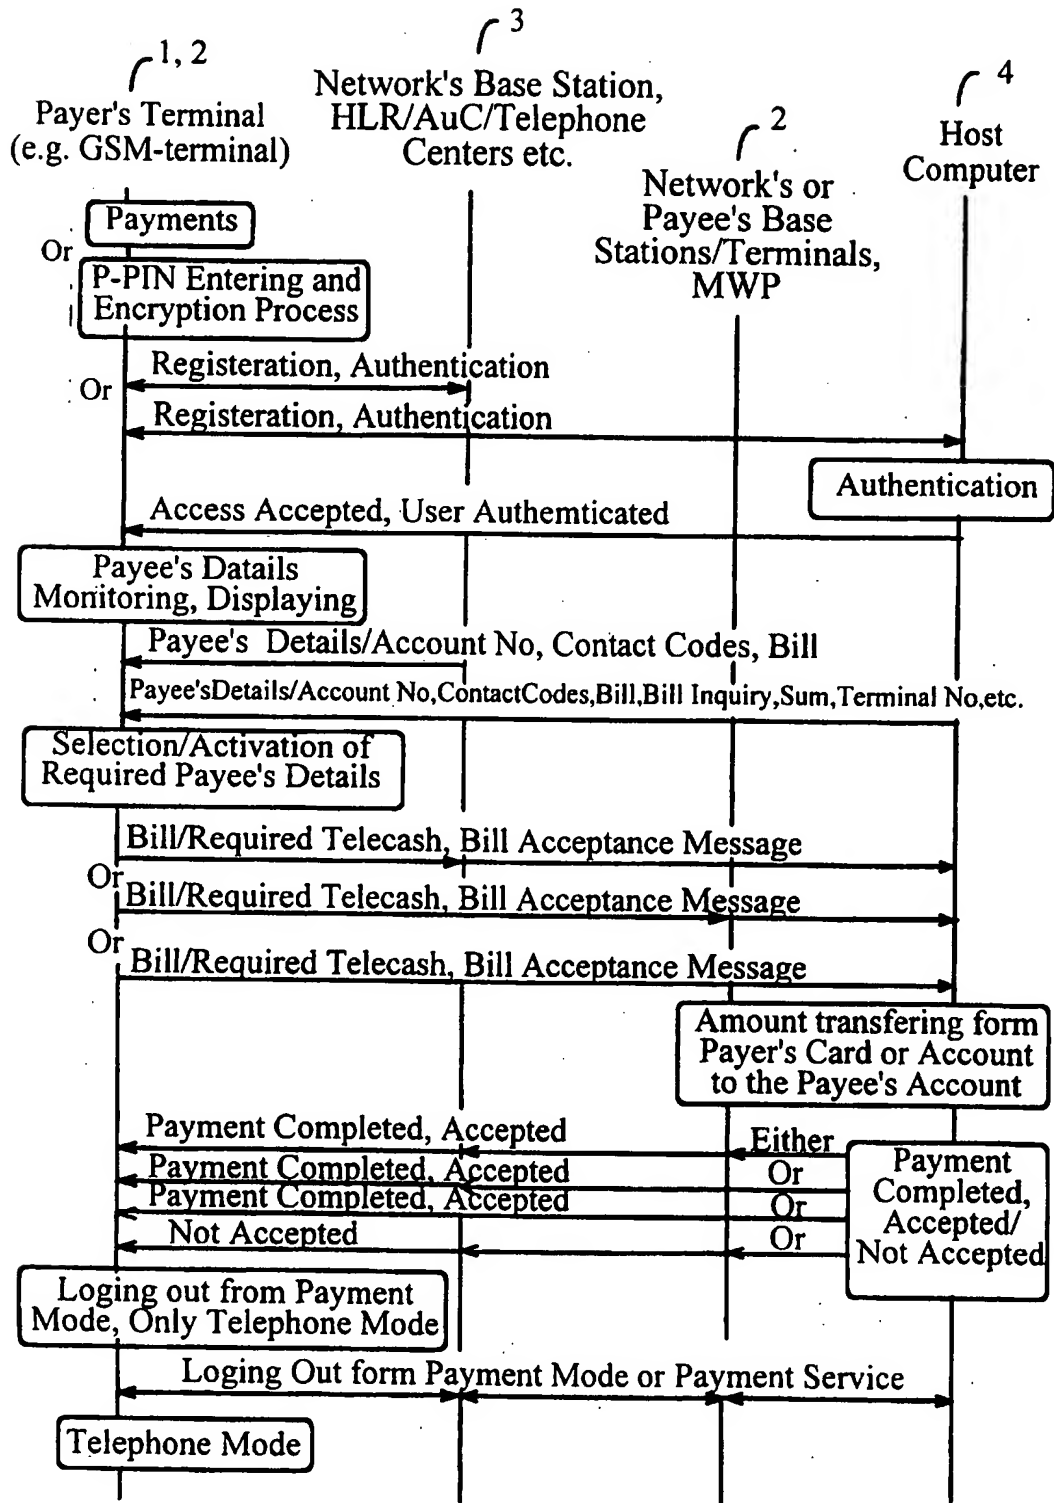 1, 2
Payer's Terminal
(e.g. GSM-terminal)
3
Network's Base Station,
HLR/AuC/Telephone
Centers etc.
2
Network's or
Payee's Base
Stations/Terminals,
MWP
4
Host
Computer
Payments
Or
P-PIN Entering and
Encryption Process
Registeration, Authentication
Or
Registeration, Authentication
Authentication
Access Accepted, User Authemticated
Payee's Datails
Monitoring, Displaying
Payee's Details/Account No, Contact Codes, Bill
Payee'sDetails/Account No,ContactCodes,Bill,Bill Inquiry,Sum,Terminal No,etc.
Selection/Activation of
Required Payee's Details
Bill/Required Telecash, Bill Acceptance Message
Or
Bill/Required Telecash, Bill Acceptance Message
Or
Bill/Required Telecash, Bill Acceptance Message
Amount transfering form
Payer's Card or Account
to the Payee's Account
Payment Completed, Accepted
Either
Payment Completed, Accepted
Or
Payment Completed, Accepted
Or
Not Accepted
Or
Payment
Completed,
Accepted/
Not Accepted
Loging out from Payment
Mode, Only Telephone Mode
Loging Out form Payment Mode or Payment Service
Telephone Mode